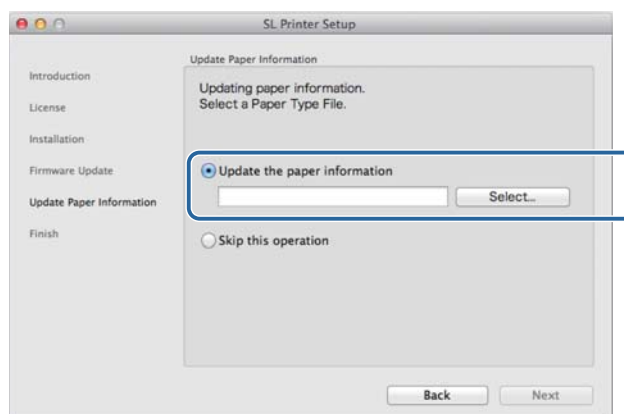 SL Printer Setup
Update Paper Information
Introduction
License
Installation
Firmware Update
Update Paper Information
Finish
Updating paper information.
Select a Paper Type File.
Update the paper information
Select...
Skip this operation
Back
Next